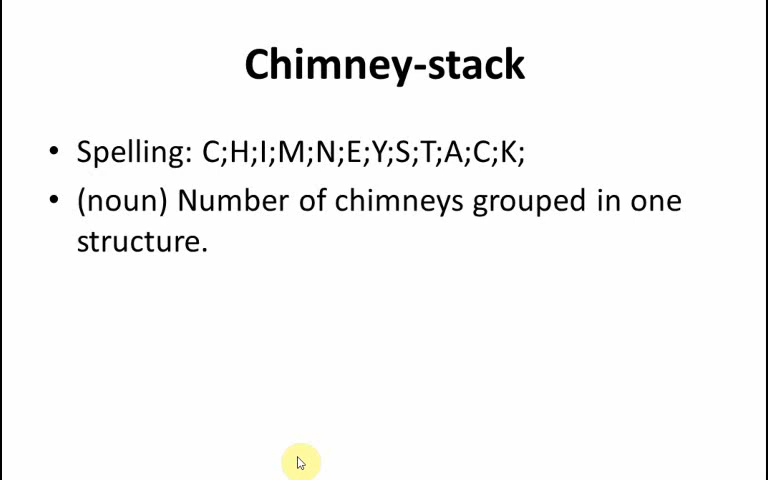 Chimney-stack
• Spelling: C;H;I;M;N;E;Y;S;T;A;C;K;
• (noun) Number of chimneys grouped in one
structure.